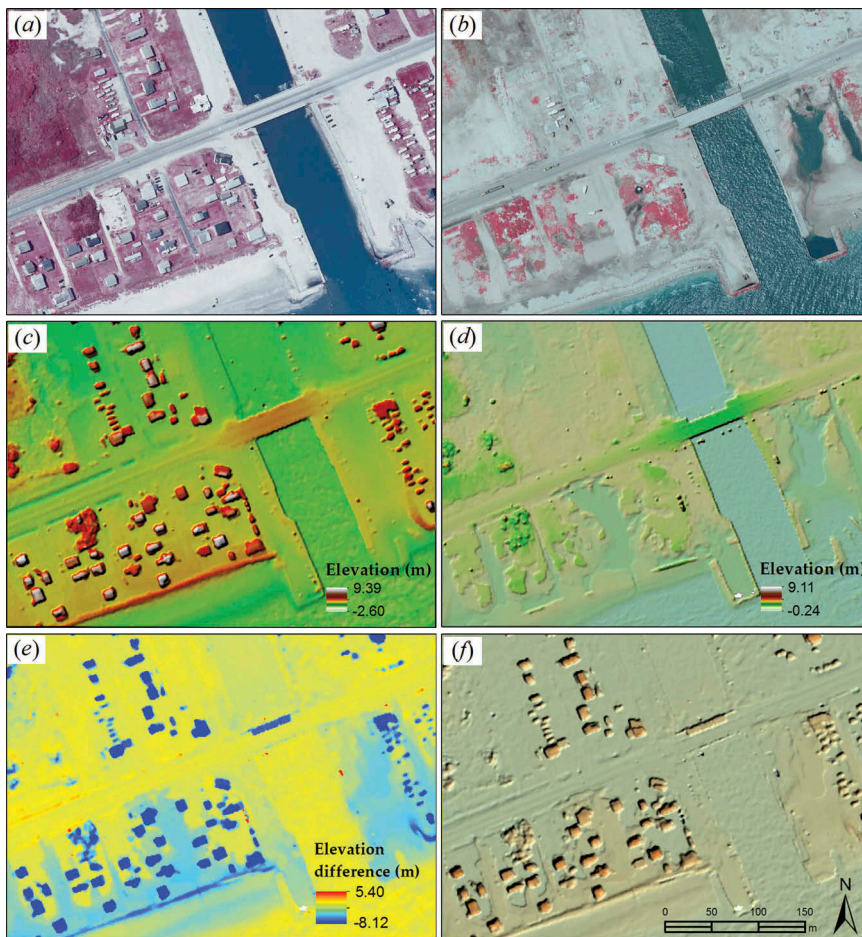 (a)
(b)
(c)
Elevation (m)
9.39
-2.60
(d)
Elevation (m)
9.11
-0.24
(e)
Elevation
difference (m)
5.40
-8.12
(f)
N
0 50 100 150
m